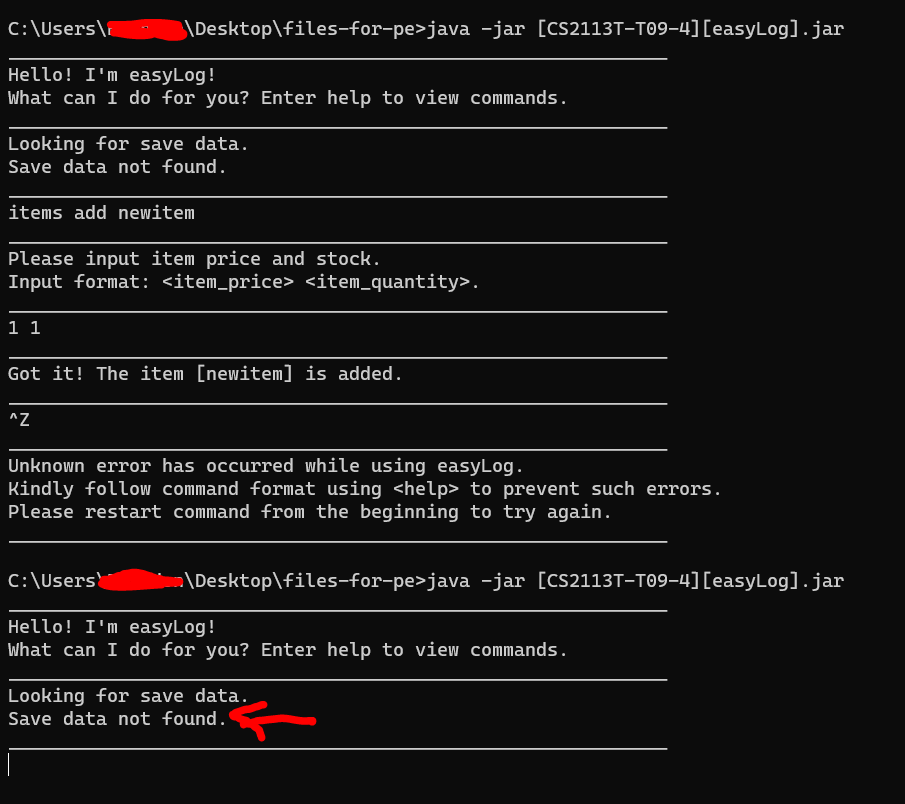 C:\Users\ \Desktop\files-for-pe>java -jar [CS2113T-T09-4][easyLog].jar
Hello! I'm easyLog!
What can I do for you? Enter help to view commands.
Looking for save data.
Save data not found.
items add newitem
Please input item price and stock.
Input format: <item_price> <item_quantity>.
1 1
Got it! The item [newitem] is added.
^Z
Unknown error has occurred while using easyLog.
Kindly follow command format using <help> to prevent such errors.
Please restart command from the beginning to try again.
C:\Users\ \Desktop\files-for-pe>java -jar [CS2113T-T09-4][easyLog].jar
Hello! I'm easyLog!
What can I do for you? Enter help to view commands.
Looking for save data.
Save data not found.